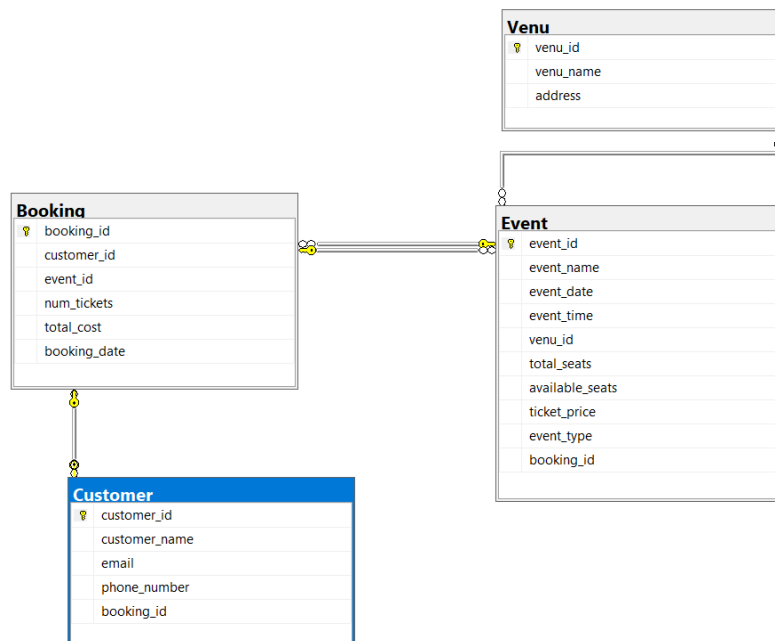 Venu
venu_id
venu_name
address
Booking
booking_id
customer_id
event_id
num_tickets
total_cost
booking_date
Event
event_id
event_name
event_date
event_time
venu_id
total_seats
available_seats
ticket_price
event_type
booking_id
Customer
customer_id
customer_name
email
phone_number
booking_id